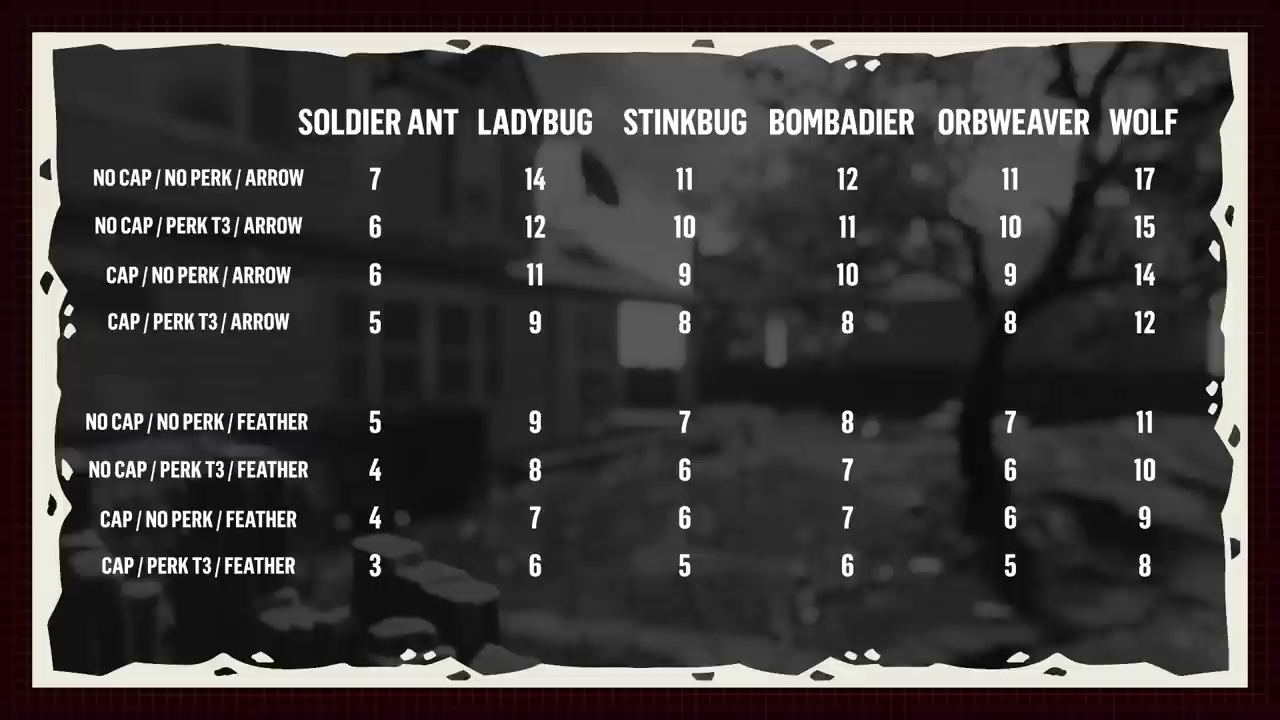 SOLDIER ANT LADYBUG STINKBUG BOMBADIER ORBWEAVER WOLF
NO CAP / NO PERK / ARROW 7 14 11 12 11 17
NO CAP / PERK T3 / ARROW 6 12 10 11 10 15
CAP / NO PERK / ARROW 6 11 9 10 9 14
CAP / PERK T3 / ARROW 5 9 8 8 8 12
NO CAP / NO PERK / FEATHER 5 9 7 8 7 11
NO CAP / PERK T3 / FEATHER 4 8 6 7 6 10
CAP / NO PERK / FEATHER 4 7 6 7 6 9
CAP / PERK T3 / FEATHER 3 6 5 6 5 8